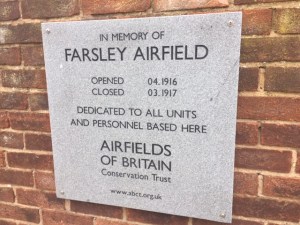 IN MEMORY OF
FARSLEY AIRFIELD
OPENED 04.1916
CLOSED 03.1917
DEDICATED TO ALL UNITS
AND PERSONNEL BASED HERE
AIRFIELDS
OF BRITAIN
Conservation Trust
www.abct.org.uk